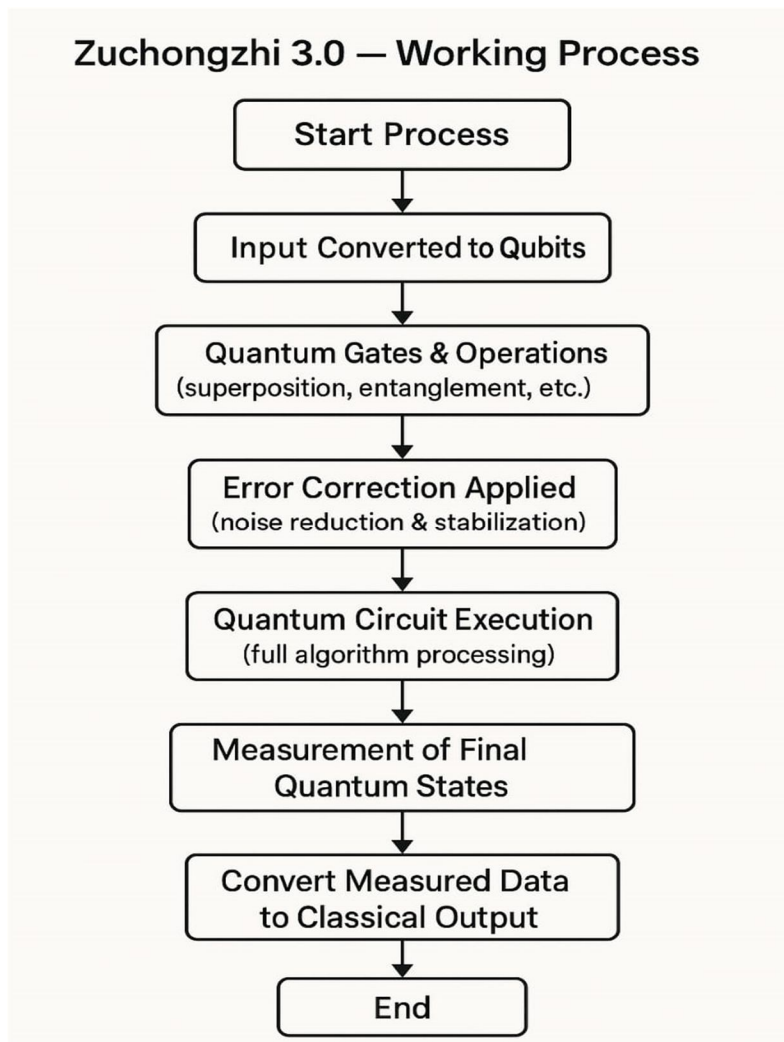 Zuchongzhi 3.0 — Working Process
Start Process
Input Converted to Qubits
Quantum Gates & Operations
(superposition, entanglement, etc.)
Error Correction Applied
(noise reduction & stabilization)
Quantum Circuit Execution
(full algorithm processing)
Measurement of Final
Quantum States
Convert Measured Data
to Classical Output
End